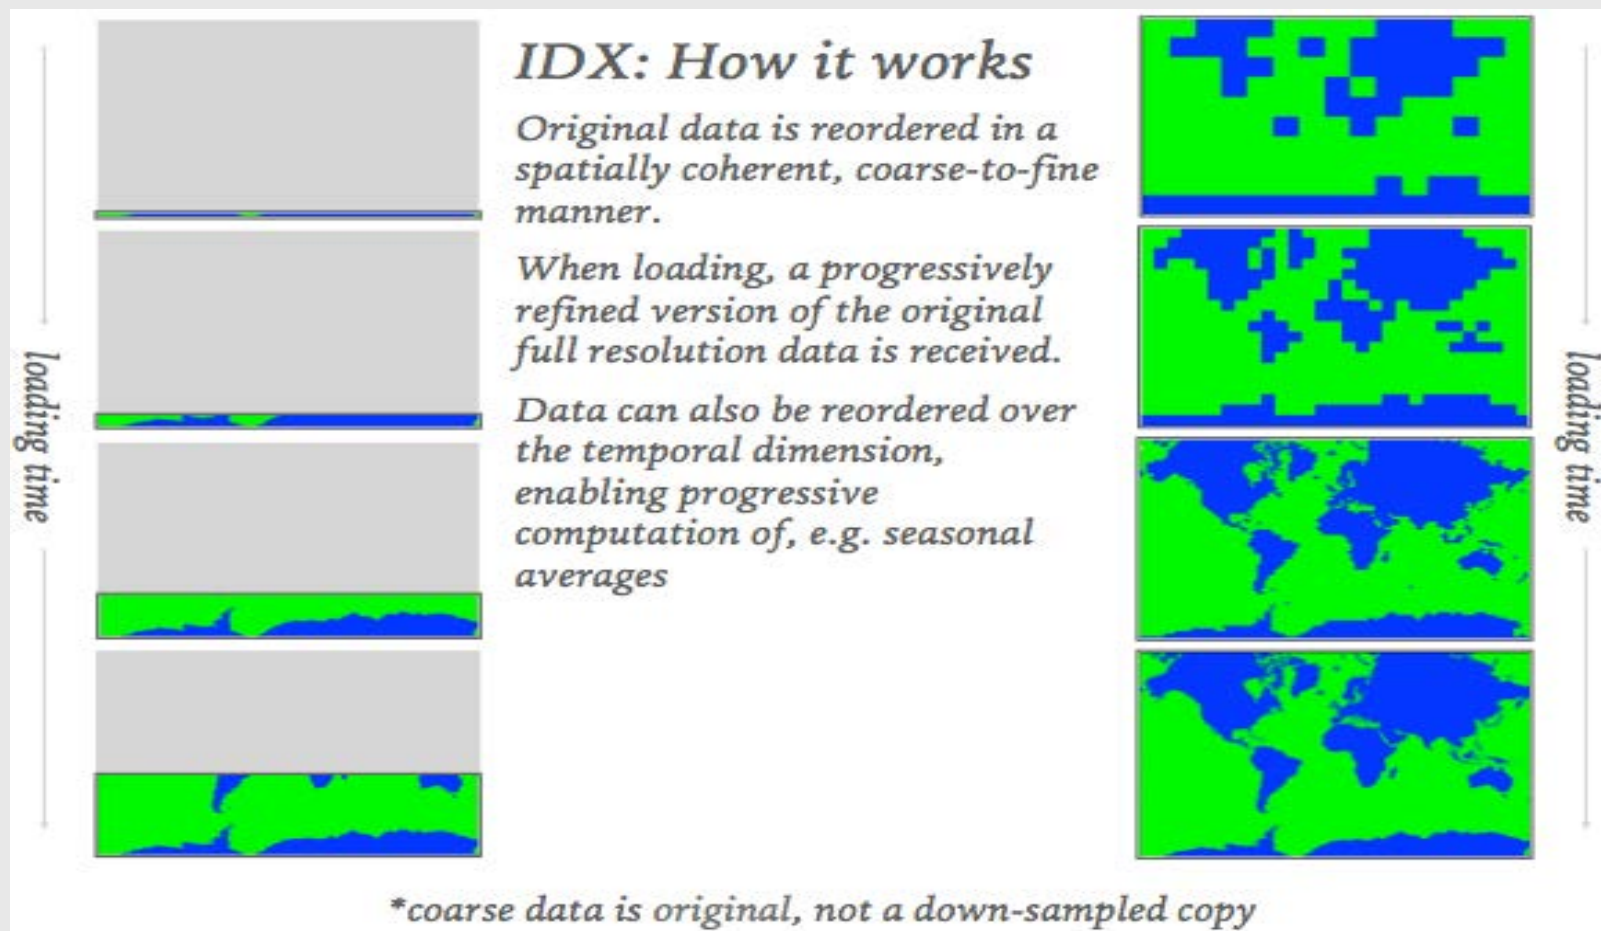 IDX: How it works
Original data is reordered in a
spatially coherent, coarse-to-fine
manner.
When loading, a progressively
refined version of the original
full resolution data is received.
Data can also be reordered over
the temporal dimension,
enabling progressive
computation of, e.g. seasonal
averages
loading time
loading time
*coarse data is original, not a down-sampled copy